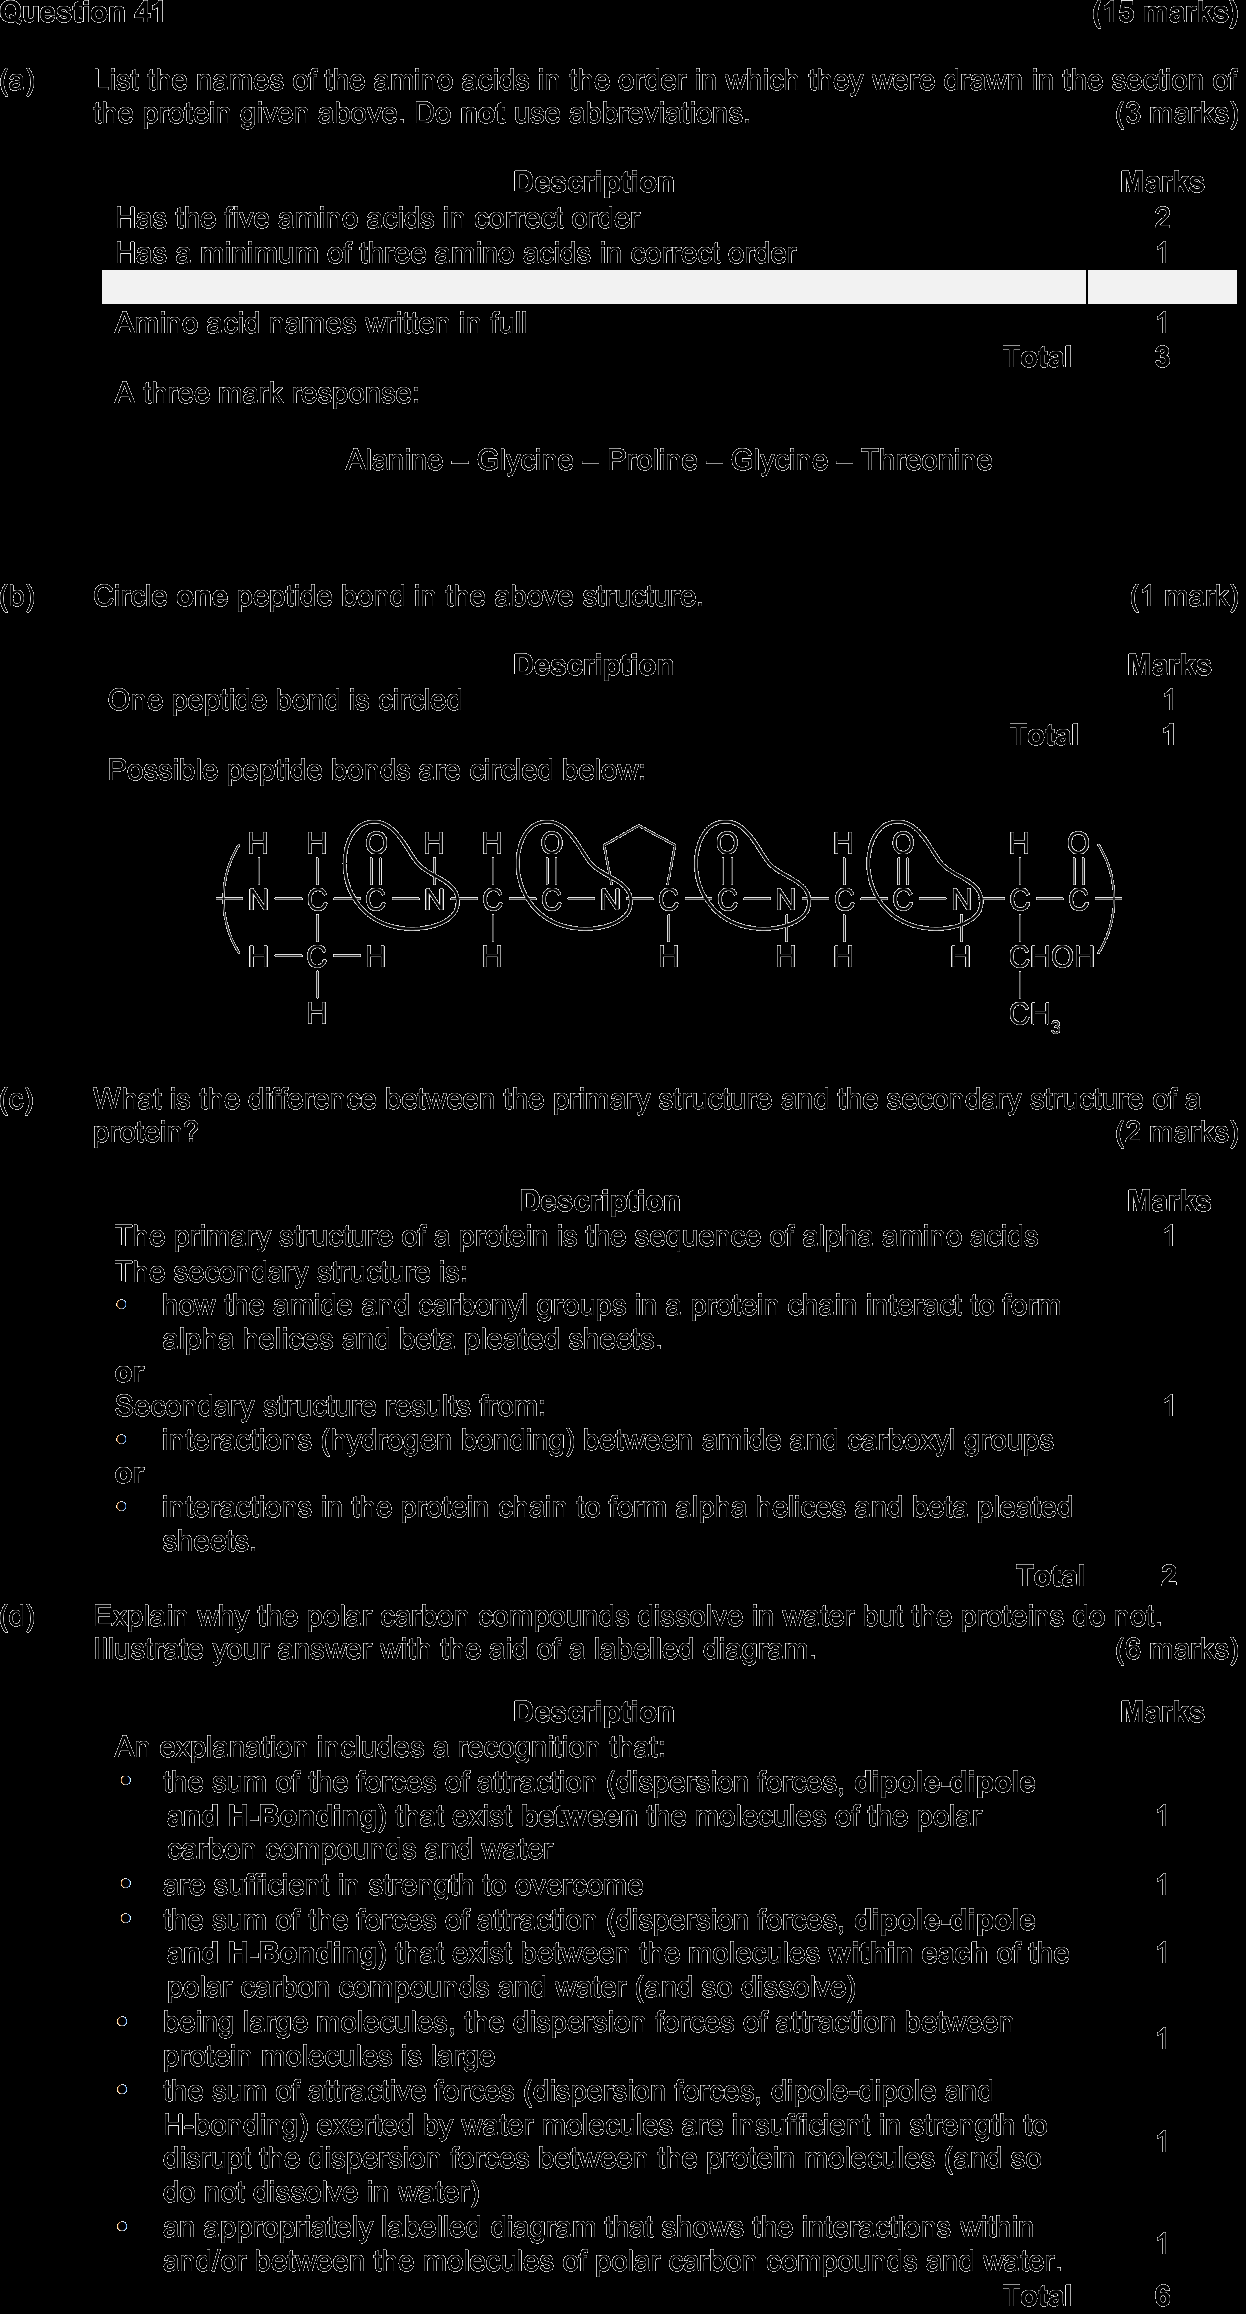 Question 41 (15 marks)
(a) List the names of the amino acids in the order in which they were drawn in the section of
the protein given above. Do not use abbreviations. (3 marks)
Description Marks
Has the five amino acids in correct order 2
Has a minimum of three amino acids in correct order 1
Amino acid names written in full 1
Total 3
A three mark response:
Alanine – Glycine – Proline – Glycine – Threonine
(b) Circle one peptide bond in the above structure. (1 mark)
Description Marks
One peptide bond is circled 1
Total 1
Possible peptide bonds are circled below:
H H O H H O O H O H O
N C C N C C N C C N C C N C C
H C H H H H H H CHOH
H CH3
(c) What is the difference between the primary structure and the secondary structure of a
protein? (2 marks)
Description Marks
The primary structure of a protein is the sequence of alpha amino acids 1
The secondary structure is:
• how the amide and carbonyl groups in a protein chain interact to form
alpha helices and beta pleated sheets.
or
Secondary structure results from: 1
• interactions (hydrogen bonding) between amide and carboxyl groups
or
• interactions in the protein chain to form alpha helices and beta pleated
sheets.
Total 2
(d) Explain why the polar carbon compounds dissolve in water but the proteins do not.
Illustrate your answer with the aid of a labelled diagram. (6 marks)
Description Marks
An explanation includes a recognition that:
• the sum of the forces of attraction (dispersion forces, dipole-dipole
and H-Bonding) that exist between the molecules of the polar 1
carbon compounds and water
• are sufficient in strength to overcome 1
• the sum of the forces of attraction (dispersion forces, dipole-dipole
and H-Bonding) that exist between the molecules within each of the 1
polar carbon compounds and water (and so dissolve)
• being large molecules, the dispersion forces of attraction between
protein molecules is large 1
• the sum of attractive forces (dispersion forces, dipole-dipole and
H-bonding) exerted by water molecules are insufficient in strength to
disrupt the dispersion forces between the protein molecules (and so 1
do not dissolve in water)
• an appropriately labelled diagram that shows the interactions within
and/or between the molecules of polar carbon compounds and water. 1
Total 6